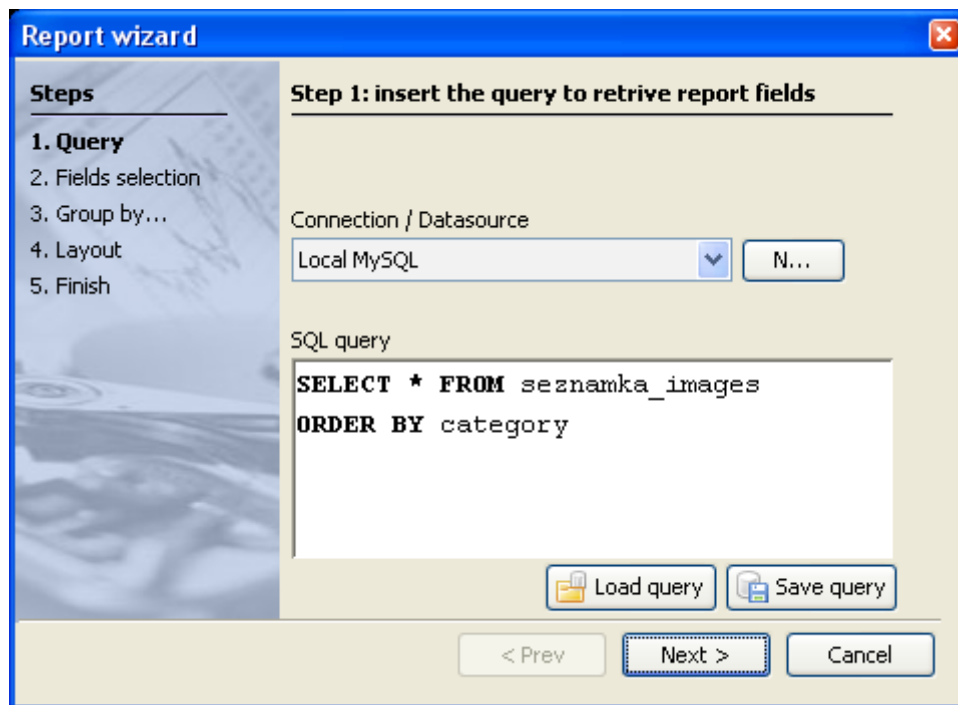 Report wizard
Steps
1. Query
2. Fields selection
3. Group by...
4. Layout
5. Finish
Step 1: insert the query to retrive report fields
Connection / Datasource
Local MySQL
N...
SQL query
SELECT * FROM seznamka_images
ORDER BY category
Load query
Save query
< Prev
Next >
Cancel